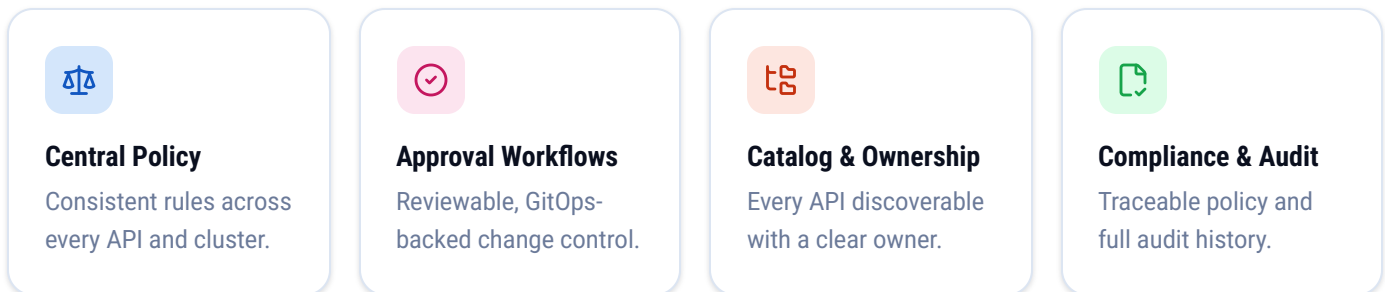 Central Policy
Consistent rules across
every API and cluster.
Approval Workflows
Reviewable, GitOps-
backed change control.
Catalog & Ownership
Every API discoverable
with a clear owner.
Compliance & Audit
Traceable policy and
full audit history.